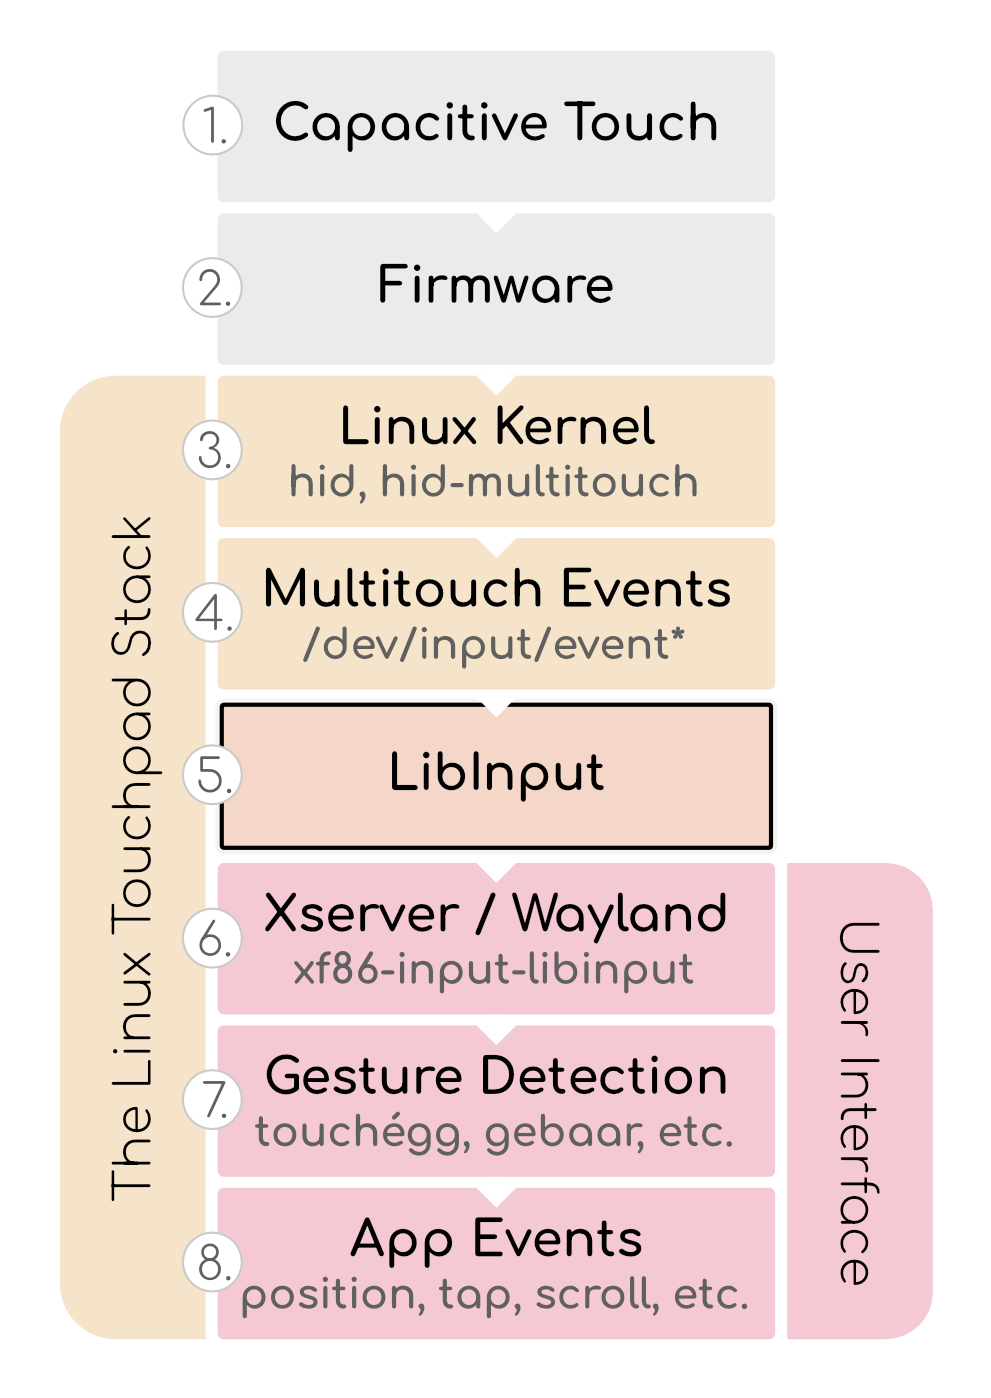 1.
Capacitive Touch
2.
Firmware
The Linux Touchpad Stack
3.
Linux Kernel
hid, hid-multitouch
4.
Multitouch Events
/dev/input/event*
5.
LibInput
6.
Xserver / Wayland
xf86-input-libinput
7.
Gesture Detection
touchégg, gebaar, etc.
8.
App Events
position, tap, scroll, etc.
User Interface